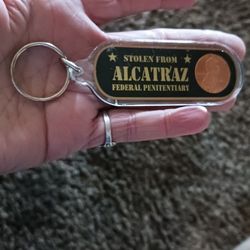 STOLEN FROM
ALCATRAZ
FEDERAL PENITENTIARY